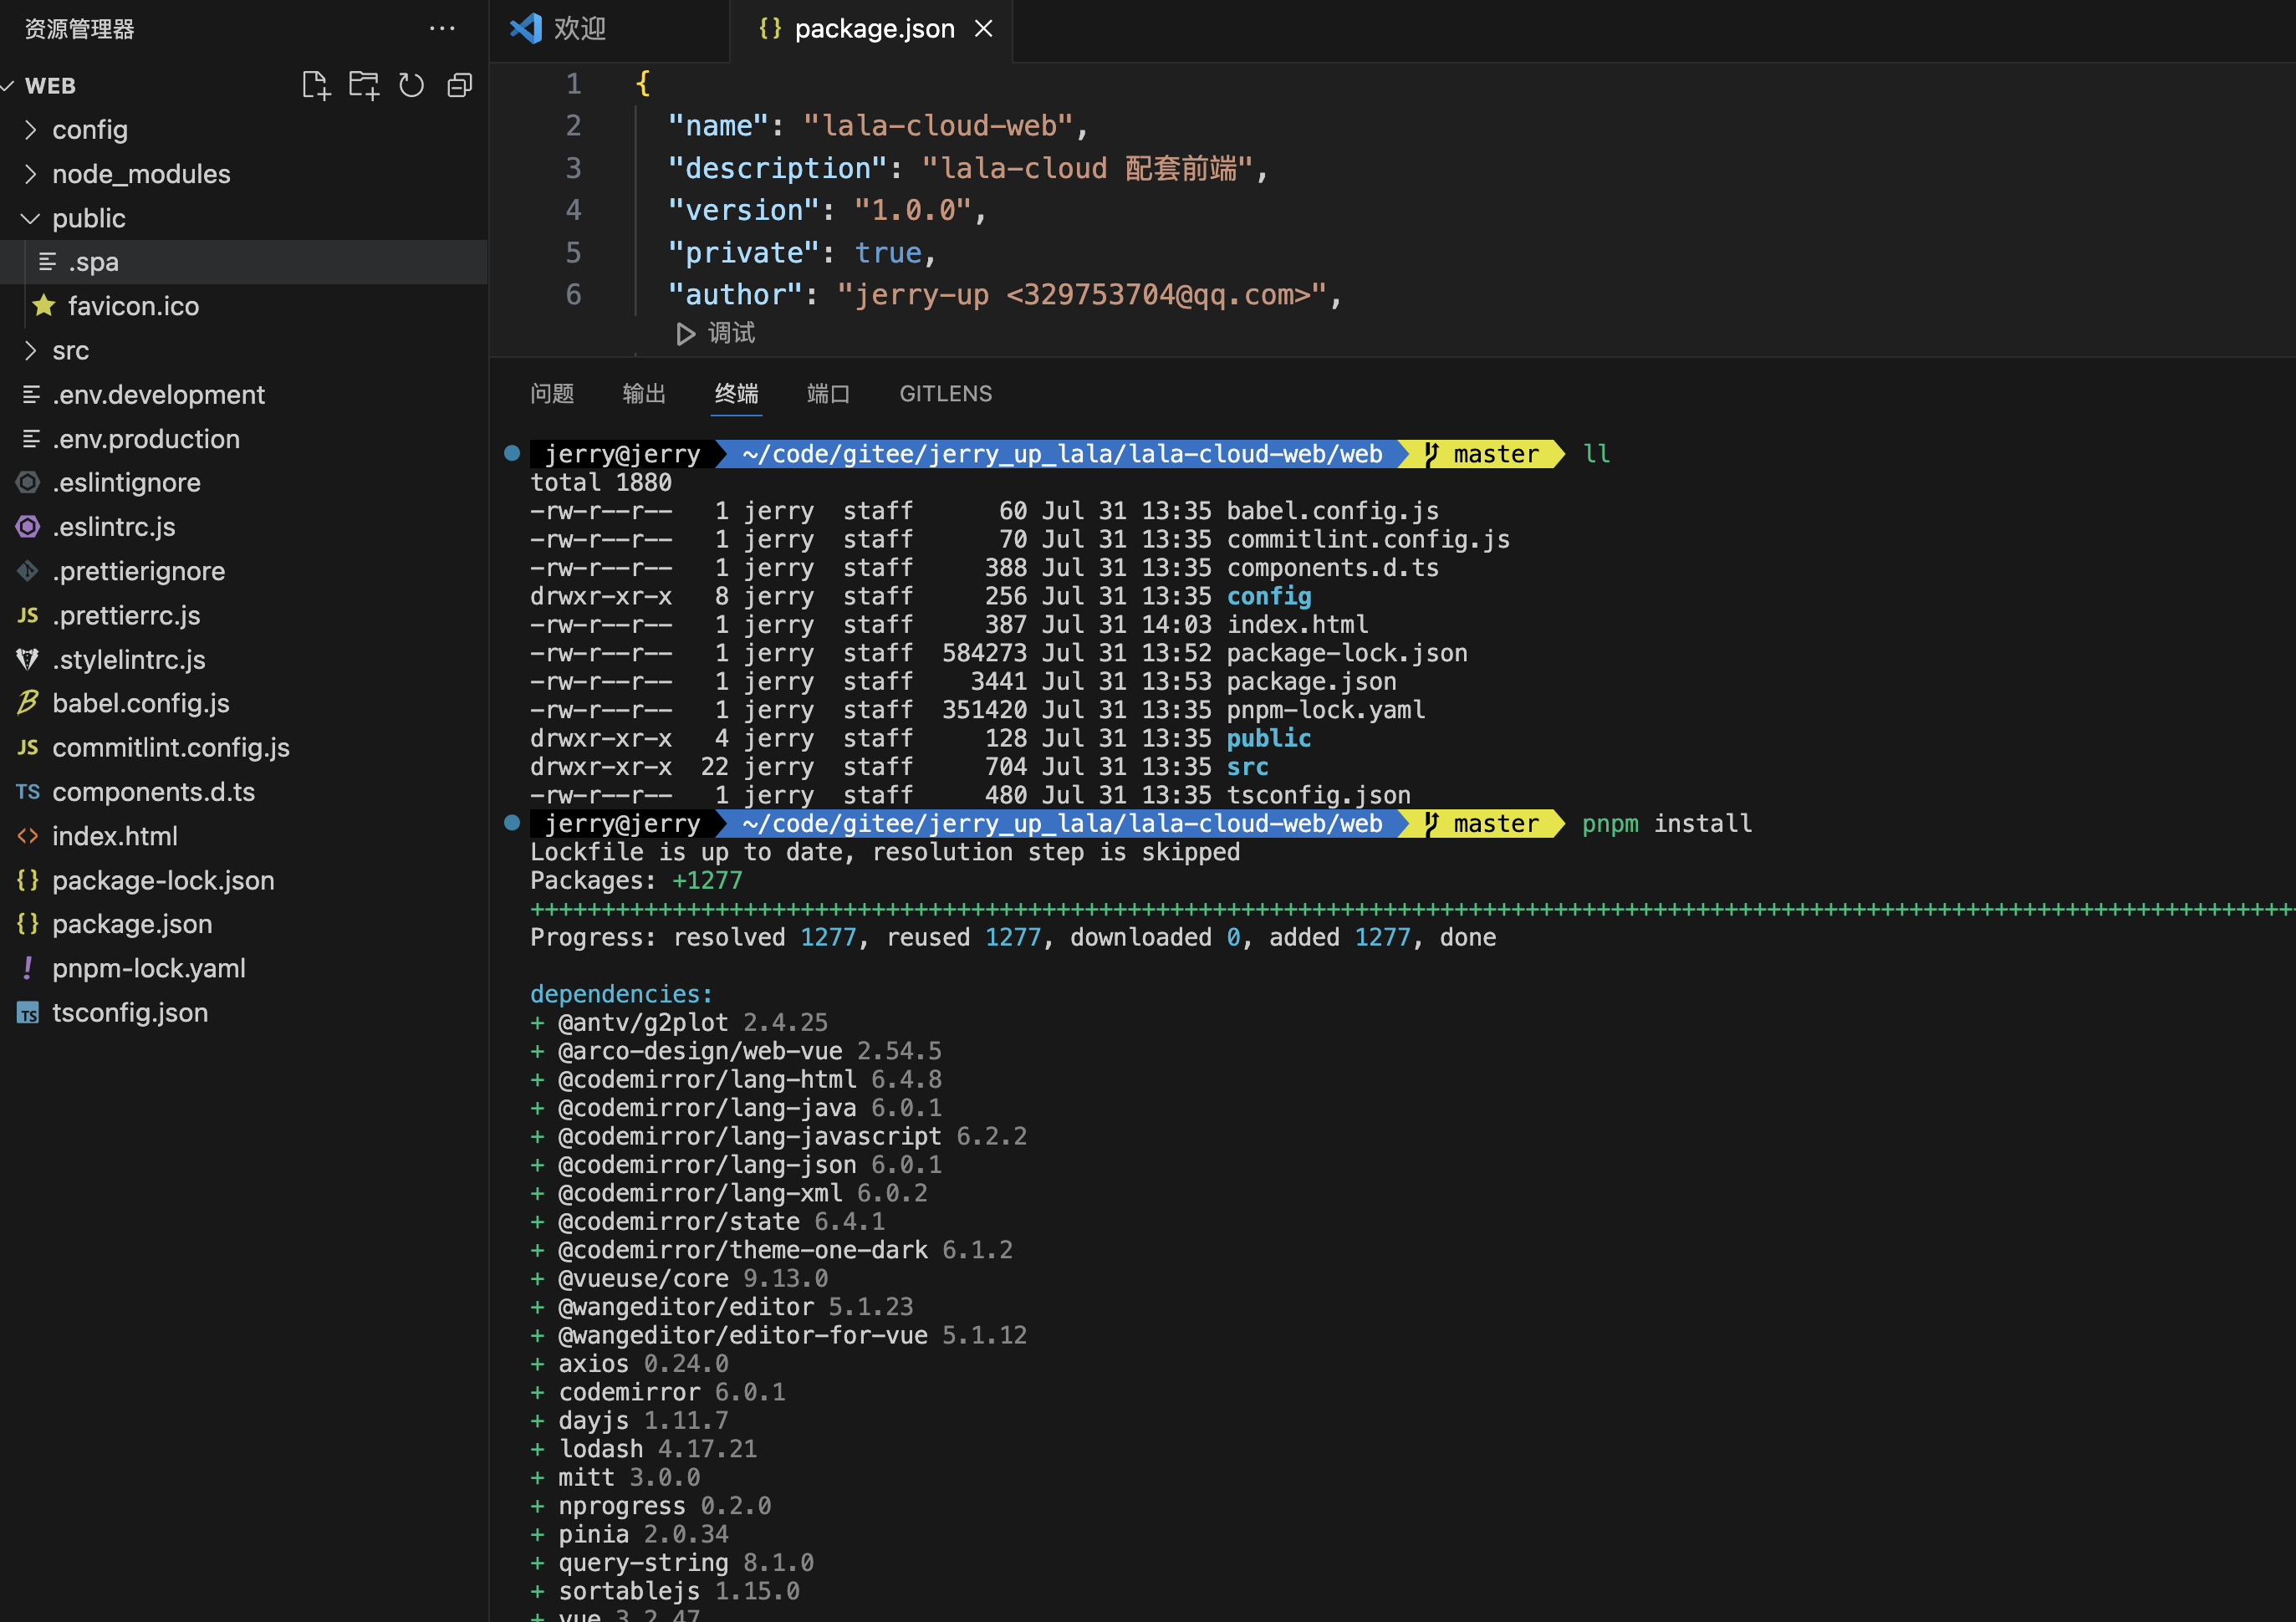 资源管理器
WEB
config
node_modules
public
.spa
favicon.ico
src
.env.development
.env.production
.eslintignore
.eslintrc.js
.prettierignore
JS .prettierrc.js
.stylelintrc.js
babel.config.js
JS commitlint.config.js
TS components.d.ts
<> index.html
{} package-lock.json
{} package.json
! pnpm-lock.yaml
TS tsconfig.json
欢迎
{} package.json
1 {
2 "name": "lala-cloud-web",
3 "description": "lala-cloud 配套前端",
4 "version": "1.0.0",
5 "private": true,
6 "author": "jerry-up <329753704@qq.com>",
调试
问题 输出 终端 端口 GITLENS
jerry@jerry ~/code/gitee/jerry_up_lala/lala-cloud-web/web master ll
total 1880
-rw-r--r-- 1 jerry staff 60 Jul 31 13:35 babel.config.js
-rw-r--r-- 1 jerry staff 70 Jul 31 13:35 commitlint.config.js
-rw-r--r-- 1 jerry staff 388 Jul 31 13:35 components.d.ts
drwxr-xr-x 8 jerry staff 256 Jul 31 13:35 config
-rw-r--r-- 1 jerry staff 387 Jul 31 14:03 index.html
-rw-r--r-- 1 jerry staff 584273 Jul 31 13:52 package-lock.json
-rw-r--r-- 1 jerry staff 3441 Jul 31 13:53 package.json
-rw-r--r-- 1 jerry staff 351420 Jul 31 13:35 pnpm-lock.yaml
drwxr-xr-x 4 jerry staff 128 Jul 31 13:35 public
drwxr-xr-x 22 jerry staff 704 Jul 31 13:35 src
-rw-r--r-- 1 jerry staff 480 Jul 31 13:35 tsconfig.json
jerry@jerry ~/code/gitee/jerry_up_lala/lala-cloud-web/web master pnpm install
Lockfile is up to date, resolution step is skipped
Packages: +1277
++++++++++++++++++++++++++++++++++++++++++++++++++++++++++++++++++++++++++++++++++++++++++++++++++++++++++++++++++++++++++++
Progress: resolved 1277, reused 1277, downloaded 0, added 1277, done
dependencies:
+ @antv/g2plot 2.4.25
+ @arco-design/web-vue 2.54.5
+ @codemirror/lang-html 6.4.8
+ @codemirror/lang-java 6.0.1
+ @codemirror/lang-javascript 6.2.2
+ @codemirror/lang-json 6.0.1
+ @codemirror/lang-xml 6.0.2
+ @codemirror/state 6.4.1
+ @codemirror/theme-one-dark 6.1.2
+ @vueuse/core 9.13.0
+ @wangeditor/editor 5.1.23
+ @wangeditor/editor-for-vue 5.1.12
+ axios 0.24.0
+ codemirror 6.0.1
+ dayjs 1.11.7
+ lodash 4.17.21
+ mitt 3.0.0
+ nprogress 0.2.0
+ pinia 2.0.34
+ query-string 8.1.0
+ sortablejs 1.15.0
+ vue 3.2.47